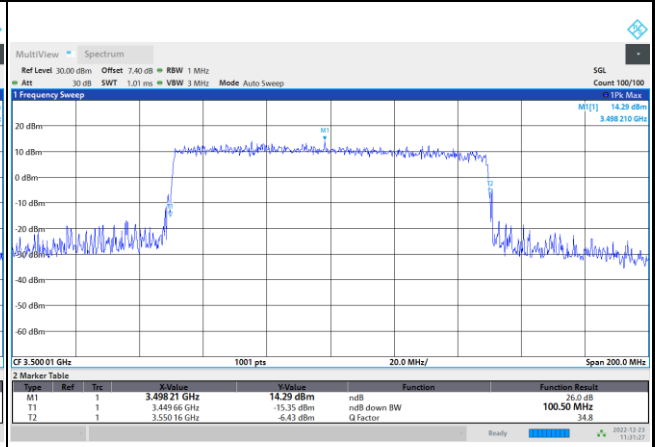 MultiView Spectrum
Ref Level 30.00 dBm Offset 7.40 dB RBW 1 MHz SGL
Att 30 dB SWT 1.01 ms VBW 3 MHz Mode Auto Sweep Count 100/100
1 Frequency Sweep 1Pk Max
M1[1] 14.29 dBm
3.498 210 GHz
20 dBm
M1
10 dBm
0 dBm
-10 dBm
-20 dBm
-30 dBm
-40 dBm
-50 dBm
-60 dBm
CF 3.500 01 GHz 1001 pts 20.0 MHz/ Span 200.0 MHz
2 Marker Table
Type Ref Trc X-Value Y-Value Function Function Result
M1 1 3.498 21 GHz 14.29 dBm ndB 26.0 dB
T1 1 3.449 66 GHz -15.35 dBm ndB down BW 100.50 MHz
T2 1 3.550 16 GHz -6.43 dBm Q Factor 34.8
Ready 2022-12-23
11:31:27